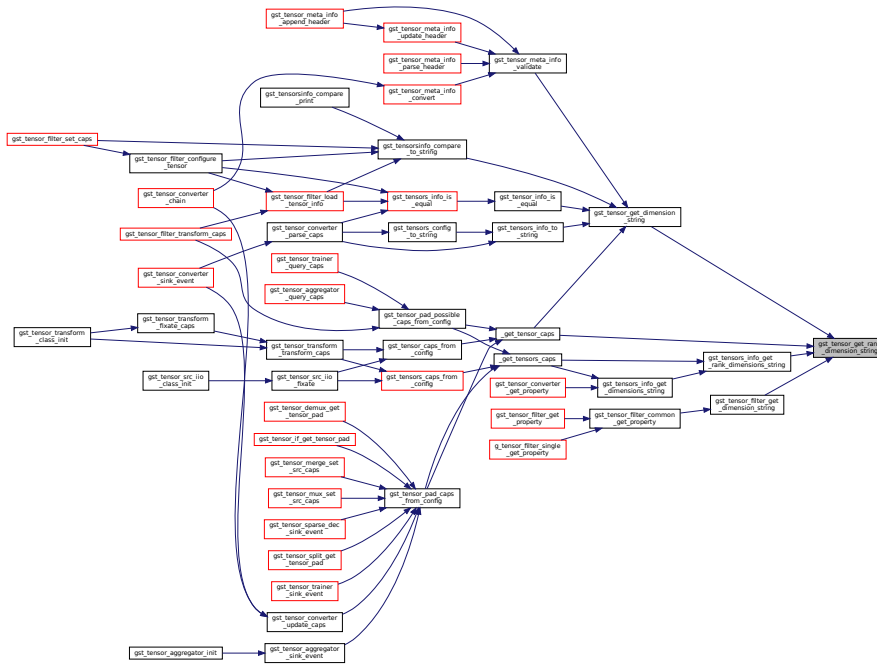 gst_tensor_meta_info
_append_header
gst_tensor_meta_info
_update_header
gst_tensor_meta_info
_parse_header
gst_tensor_meta_info
_validate
gst_tensor_meta_info
_convert
gst_tensorsinfo_compare
_print
gst_tensor_filter_set_caps
gst_tensorsinfo_compare
_to_string
gst_tensor_filter_configure
_tensor
gst_tensor_converter
_chain
gst_tensor_filter_load
_tensor_info
gst_tensors_info_is
_equal
gst_tensor_info_is
_equal
gst_tensor_get_dimension
_string
gst_tensor_filter_transform_caps
gst_tensor_converter
_parse_caps
gst_tensors_config
_to_string
gst_tensors_info_to
_string
gst_tensor_trainer
_query_caps
gst_tensor_converter
_sink_event
gst_tensor_aggregator
_query_caps
gst_tensor_transform
_fixate_caps
gst_tensor_pad_possible
_caps_from_config
gst_tensor_transform
_class_init
_get_tensor_caps
gst_tensor_get_ran
_dimension_string
gst_tensor_transform
_transform_caps
gst_tensor_caps_from
_config
_get_tensors_caps
gst_tensors_info_get
_rank_dimensions_string
gst_tensor_src_iio
_class_init
gst_tensor_src_iio
_fixate
gst_tensors_caps_from
_config
gst_tensor_converter
_get_property
gst_tensors_info_get
_dimensions_string
gst_tensor_demux_get
_tensor_pad
gst_tensor_filter_get
_property
gst_tensor_filter_common
_get_property
gst_tensor_filter_get
_dimension_string
gst_tensor_if_get_tensor_pad
g_tensor_filter_single
_get_property
gst_tensor_merge_set
_src_caps
gst_tensor_mux_set
_src_caps
gst_tensor_pad_caps
_from_config
gst_tensor_sparse_dec
_sink_event
gst_tensor_split_get
_tensor_pad
gst_tensor_trainer
_sink_event
gst_tensor_converter
_update_caps
gst_tensor_aggregator_init
gst_tensor_aggregator
_sink_event